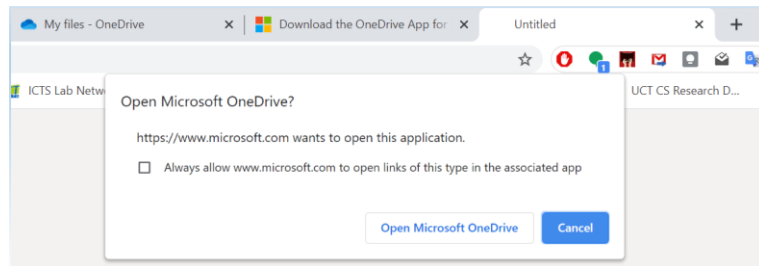 My files - OneDrive
Download the OneDrive App for
Untitled
1
ICTS Lab Netw
UCT CS Research D...
Open Microsoft OneDrive?
https://www.microsoft.com wants to open this application.
Always allow www.microsoft.com to open links of this type in the associated app
Open Microsoft OneDrive
Cancel